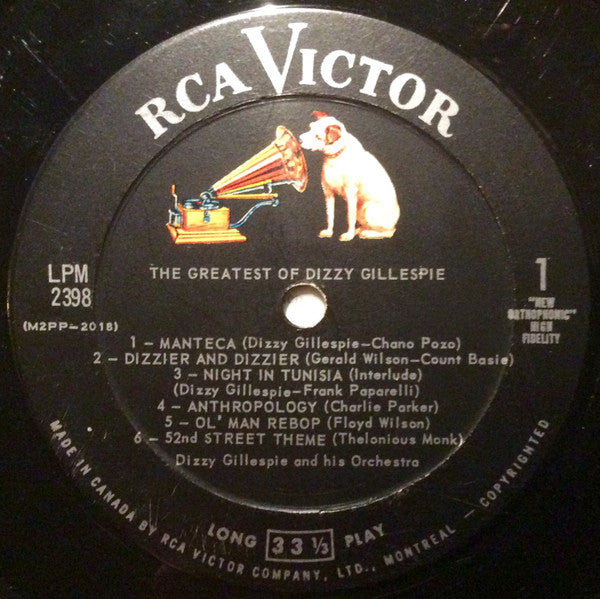 RCA VICTOR
THE GREATEST OF DIZZY GILLESPIE
LPM
2398
(M2PP-2018)
1
"NEW
ORTHOPHONIC"
HIGH
FIDELITY
1 – MANTECA (Dizzy Gillespie–Chano Pozo)
2 – DIZZIER AND DIZZIER (Gerald Wilson–Count Basie)
3 – NIGHT IN TUNISIA (Interlude)
(Dizzy Gillespie–Frank Paparelli)
4 – ANTHROPOLOGY (Charlie Parker)
5 – OL' MAN REBOP (Floyd Wilson)
6 – 52nd STREET THEME (Thelonious Monk)
Dizzy Gillespie and his Orchestra
LONG 33 1/3 PLAY
MADE IN CANADA BY RCA VICTOR COMPANY, LTD., MONTREAL – COPYRIGHTED